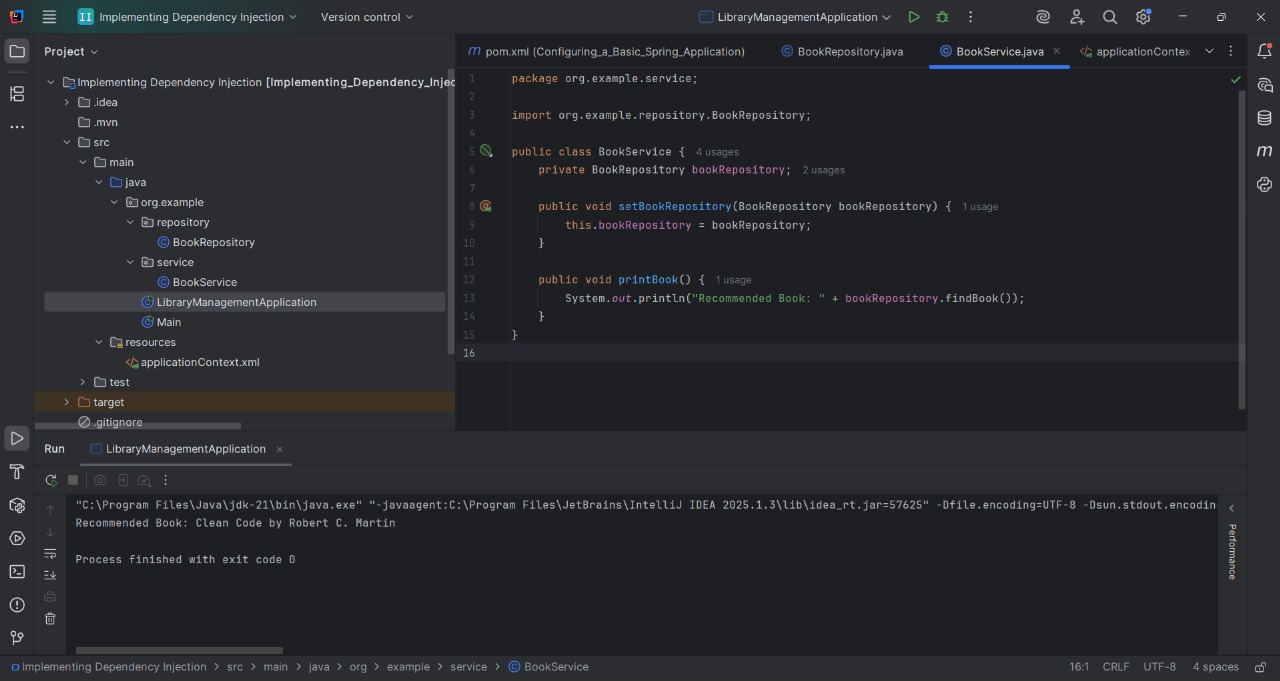 II Implementing Dependency Injection Version control LibraryManagementApplication
Project
m pom.xml (Configuring_a_Basic_Spring_Application) BookRepository.java BookService.java applicationContex
Implementing Dependency Injection [Implementing_Dependency_Injec
.idea
.mvn
src
main
java
org.example
repository
BookRepository
service
BookService
LibraryManagementApplication
Main
resources
applicationContext.xml
test
target
.gitignore
1 package org.example.service;
2
3 import org.example.repository.BookRepository;
4
5 public class BookService { 4 usages
6 private BookRepository bookRepository; 2 usages
7
8 public void setBookRepository(BookRepository bookRepository) { 1 usage
9 this.bookRepository = bookRepository;
10 }
11
12 public void printBook() { 1 usage
13 System.out.println("Recommended Book: " + bookRepository.findBook());
14 }
15 }
16
Run LibraryManagementApplication
"C:\Program Files\Java\jdk-21\bin\java.exe" "-javaagent:C:\Program Files\JetBrains\IntelliJ IDEA 2025.1.3\lib\idea_rt.jar=57625" -Dfile.encoding=UTF-8 -Dsun.stdout.encodin
Recommended Book: Clean Code by Robert C. Martin
Process finished with exit code 0
Performance
Implementing Dependency Injection > src > main > java > org > example > service > BookService 16:1 CRLF UTF-8 4 spaces